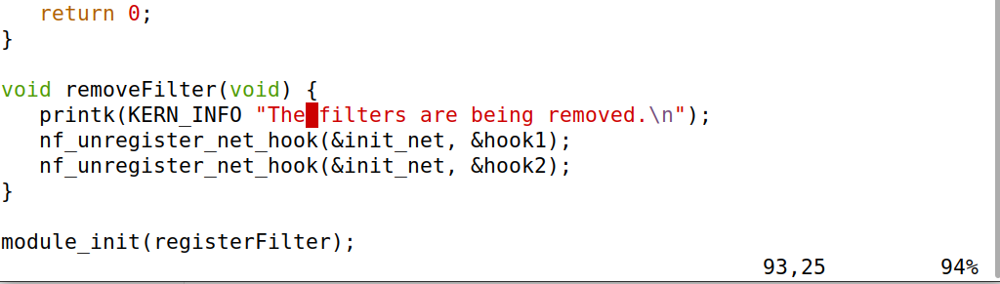 return 0;
}

void removeFilter(void) {
   printk(KERN_INFO "The filters are being removed.\n");
   nf_unregister_net_hook(&init_net, &hook1);
   nf_unregister_net_hook(&init_net, &hook2);
}

module_init(registerFilter);
93,25 94%